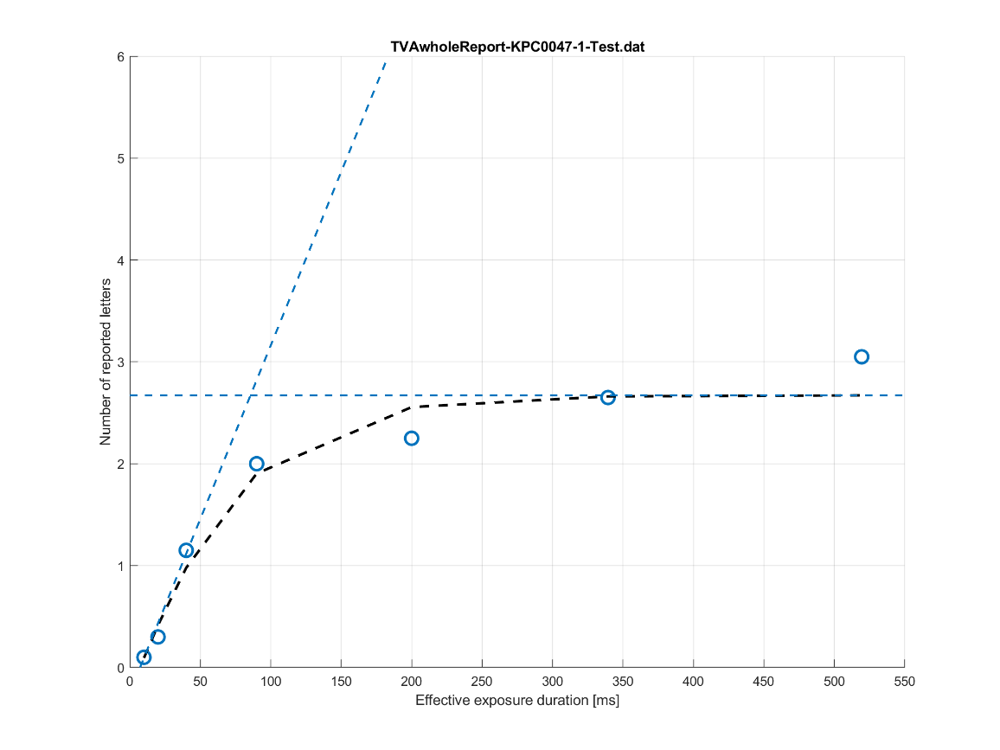 TVAwholeReport-KPC0047-1-Test.dat
6
5
4
3
2
1
0
Number of reported letters
0 50 100 150 200 250 300 350 400 450 500 550
Effective exposure duration [ms]